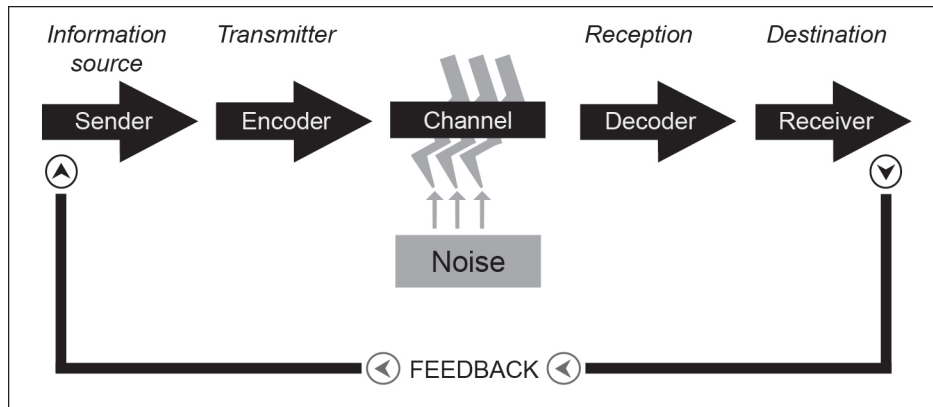 Information source
Transmitter
Reception
Destination
Sender
Encoder
Channel
Decoder
Receiver
Noise
FEEDBACK